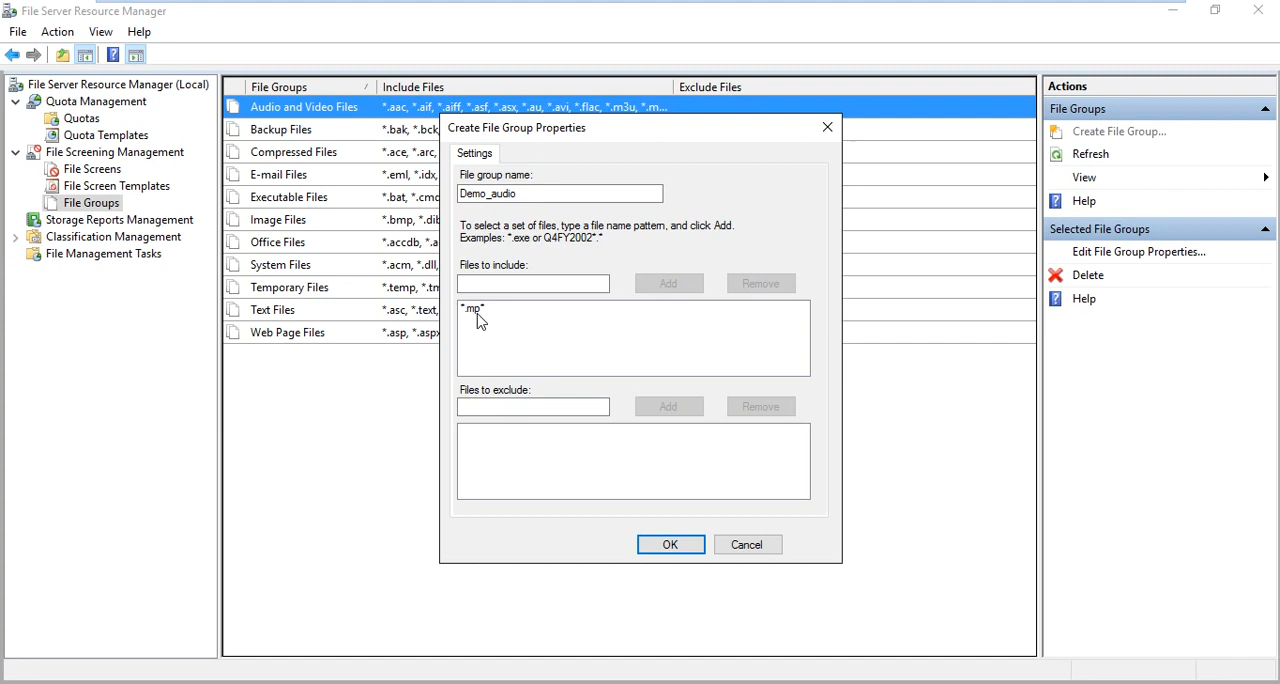 File Server Resource Manager
File Action View Help
File Server Resource Manager (Local)
Quota Management
Quotas
Quota Templates
File Screening Management
File Screens
File Screen Templates
File Groups
Storage Reports Management
Classification Management
File Management Tasks
File Groups Include Files Exclude Files
Audio and Video Files *.aac, *.aif, *.aiff, *.asf, *.asx, *.au, *.avi, *.flac, *.m3u, *.m...
Backup Files *.bak, *.bck,
Compressed Files *.ace, *.arc,
E-mail Files *.eml, *.idx,
Executable Files *.bat, *.cmd
Image Files *.bmp, *.dib
Office Files *.accdb, *.a
System Files *.acm, *.dll,
Temporary Files *.temp, *.tm
Text Files *.asc, *.text,
Web Page Files *.asp, *.aspx
Create File Group Properties
Settings
File group name:
Demo_audio
To select a set of files, type a file name pattern, and click Add.
Examples: *.exe or Q4FY2002*.*
Files to include:
Add Remove
*.mp*
Files to exclude:
Add Remove
OK Cancel
Actions
File Groups
Create File Group...
Refresh
View
Help
Selected File Groups
Edit File Group Properties...
Delete
Help